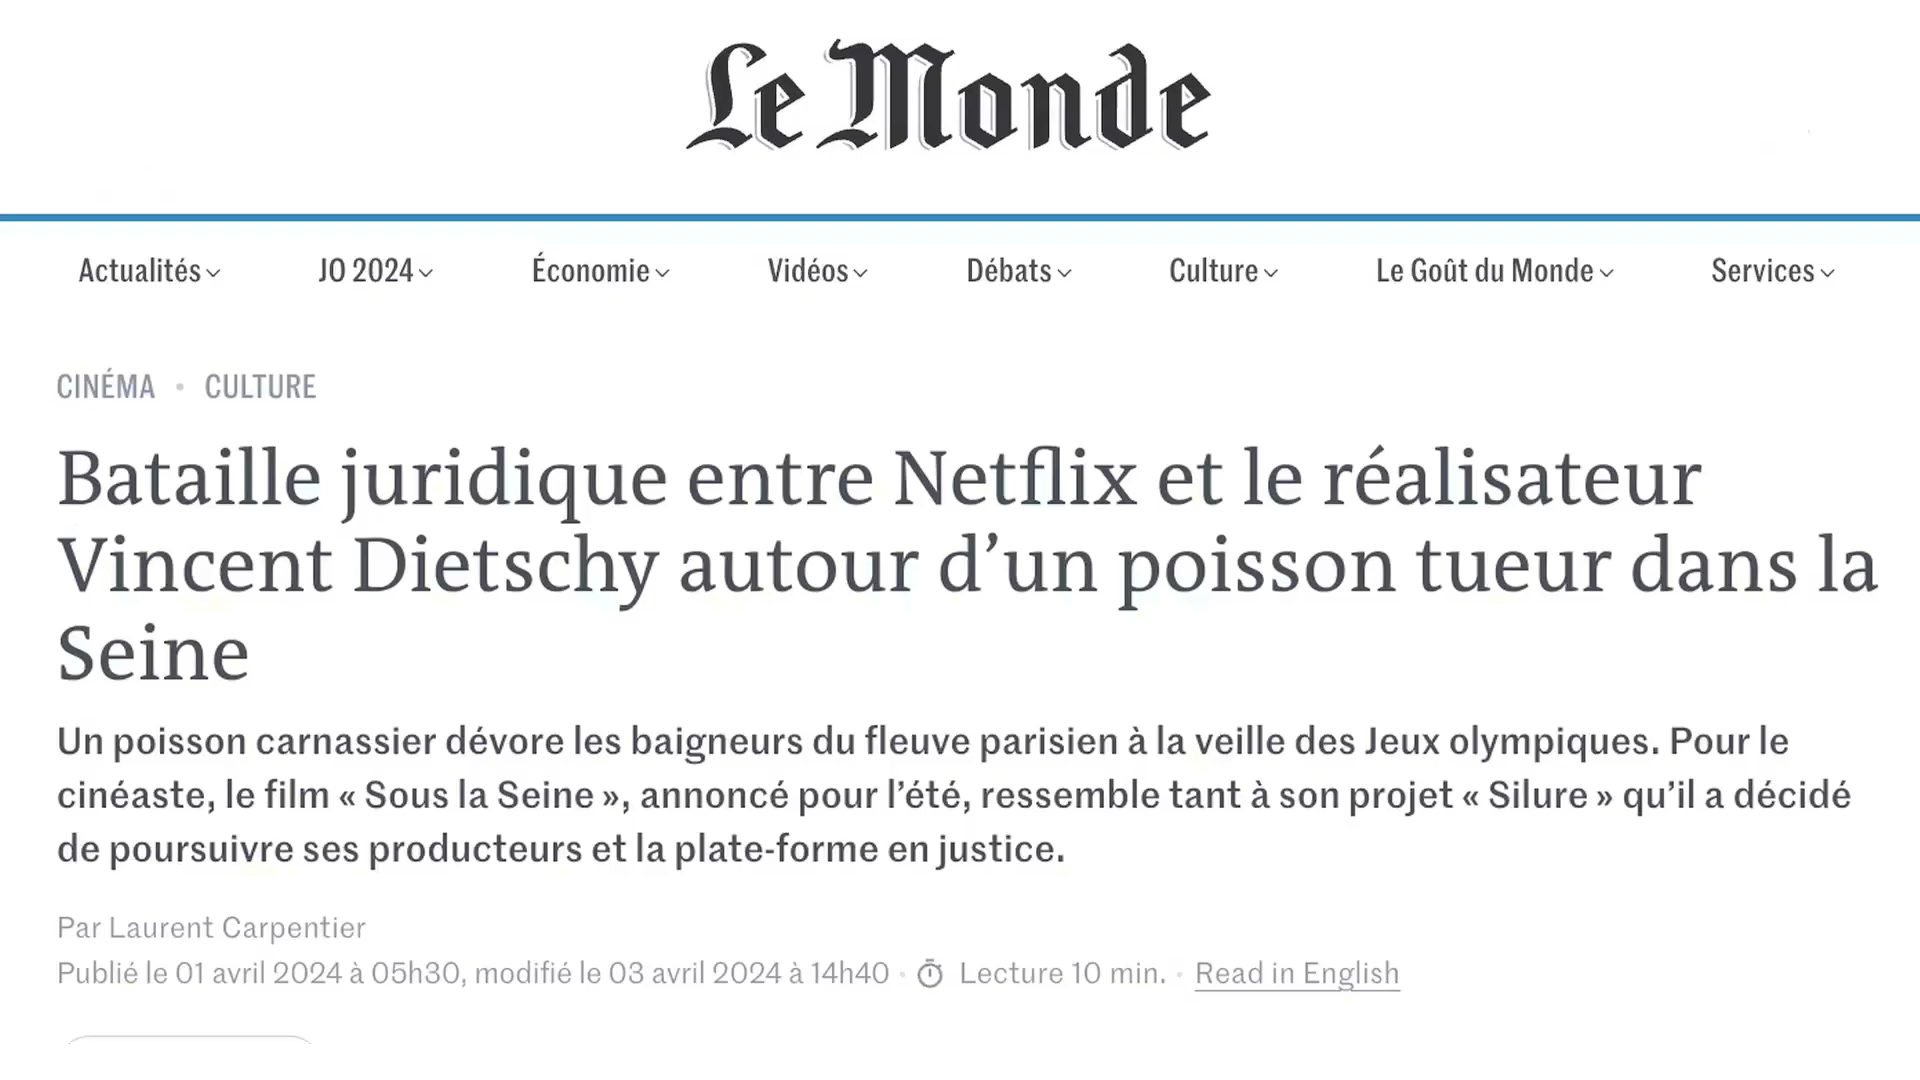 Le Monde
Actualités JO 2024 Économie Vidéos Débats Culture Le Goût du Monde Services
CINÉMA • CULTURE
Bataille juridique entre Netflix et le réalisateur
Vincent Dietschy autour d’un poisson tueur dans la
Seine
Un poisson carnassier dévore les baigneurs du fleuve parisien à la veille des Jeux olympiques. Pour le
cinéaste, le film « Sous la Seine », annoncé pour l’été, ressemble tant à son projet « Silure » qu’il a décidé
de poursuivre ses producteurs et la plate-forme en justice.
Par Laurent Carpentier
Publié le 01 avril 2024 à 05h30, modifié le 03 avril 2024 à 14h40 · Lecture 10 min. · Read in English